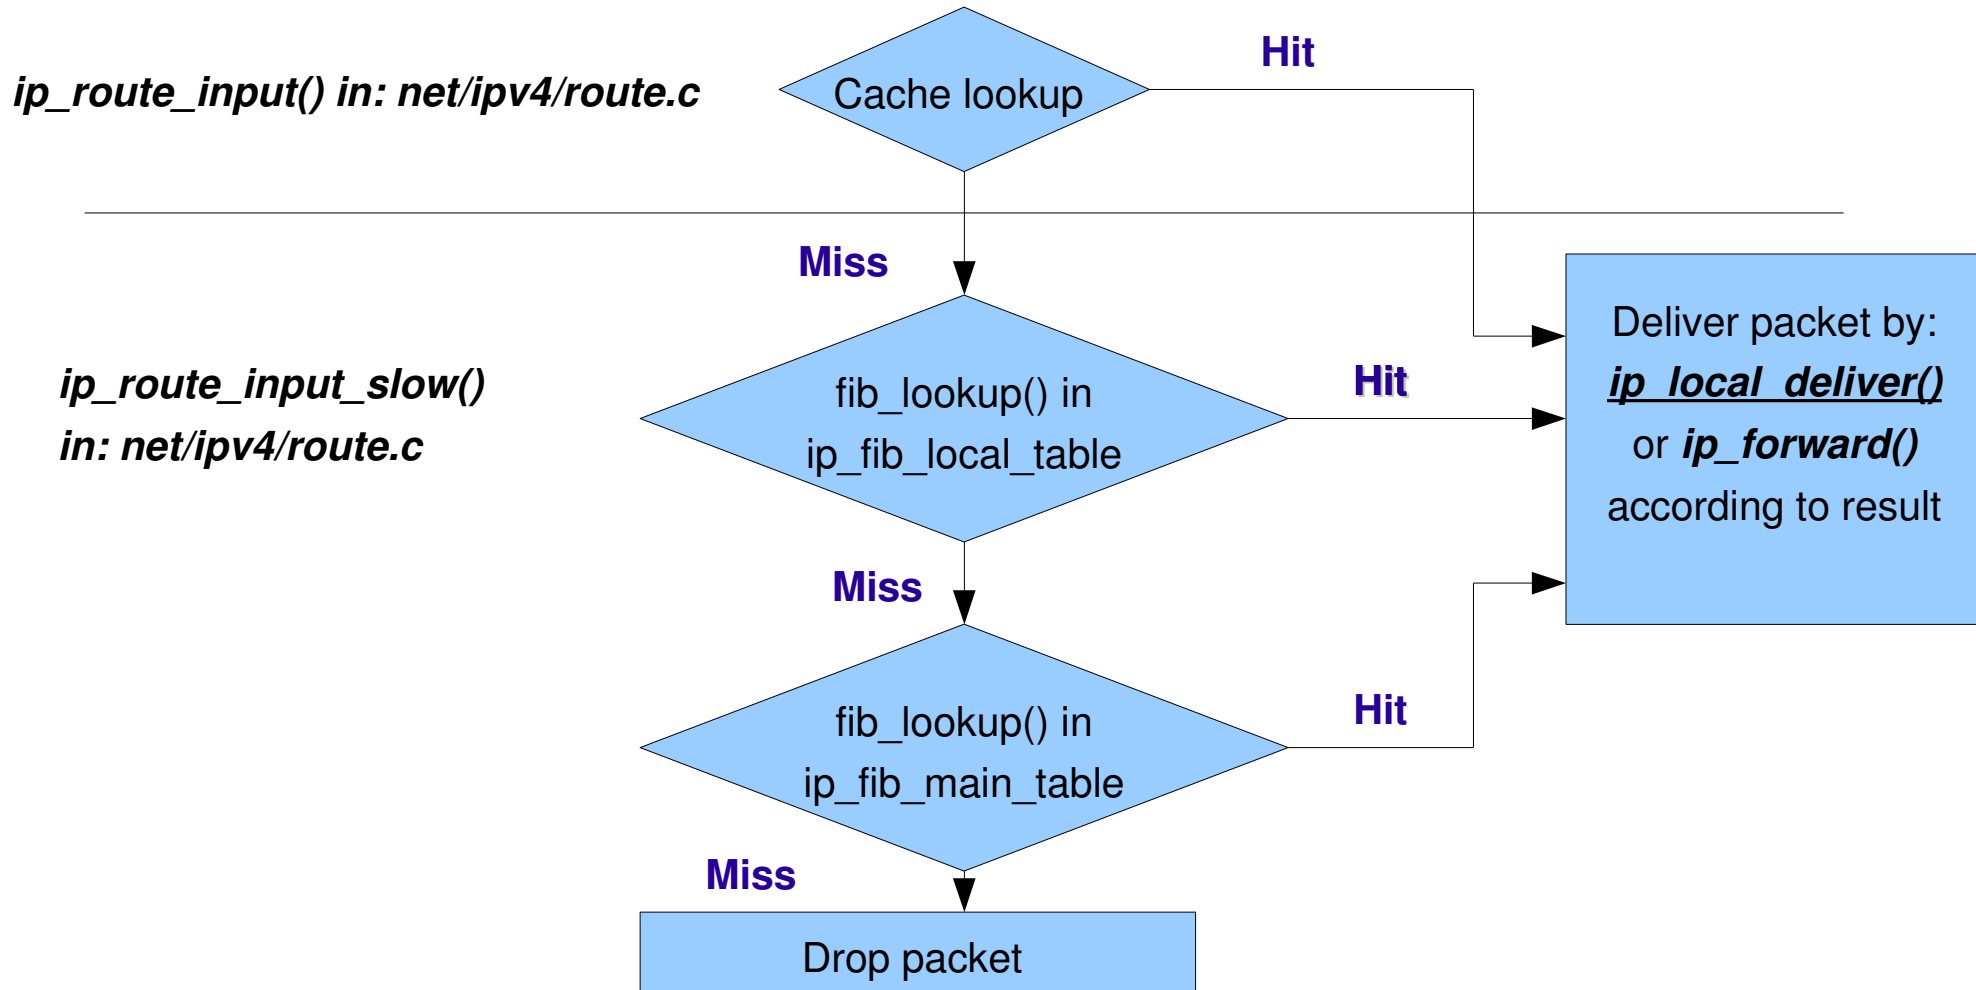 ip_route_input() in: net/ipv4/route.c
Cache lookup
Hit
Miss
ip_route_input_slow()
in: net/ipv4/route.c
fib_lookup() in
ip_fib_local_table
Hit
Deliver packet by:
ip_local_deliver()
or ip_forward()
according to result
Miss
fib_lookup() in
ip_fib_main_table
Hit
Miss
Drop packet